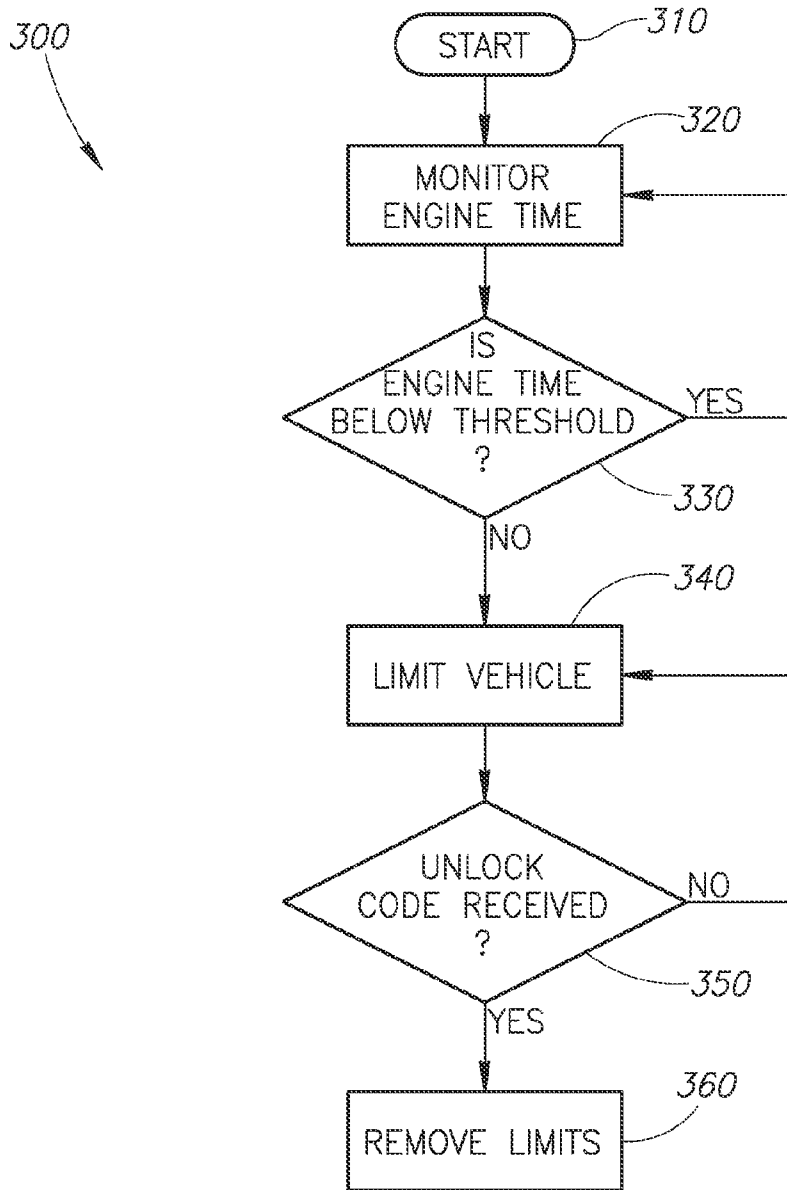 300
START
310
320
MONITOR
ENGINE TIME
IS
ENGINE TIME
BELOW THRESHOLD
?
YES
330
NO
340
LIMIT VEHICLE
UNLOCK
CODE RECEIVED
?
NO
350
YES
360
REMOVE LIMITS